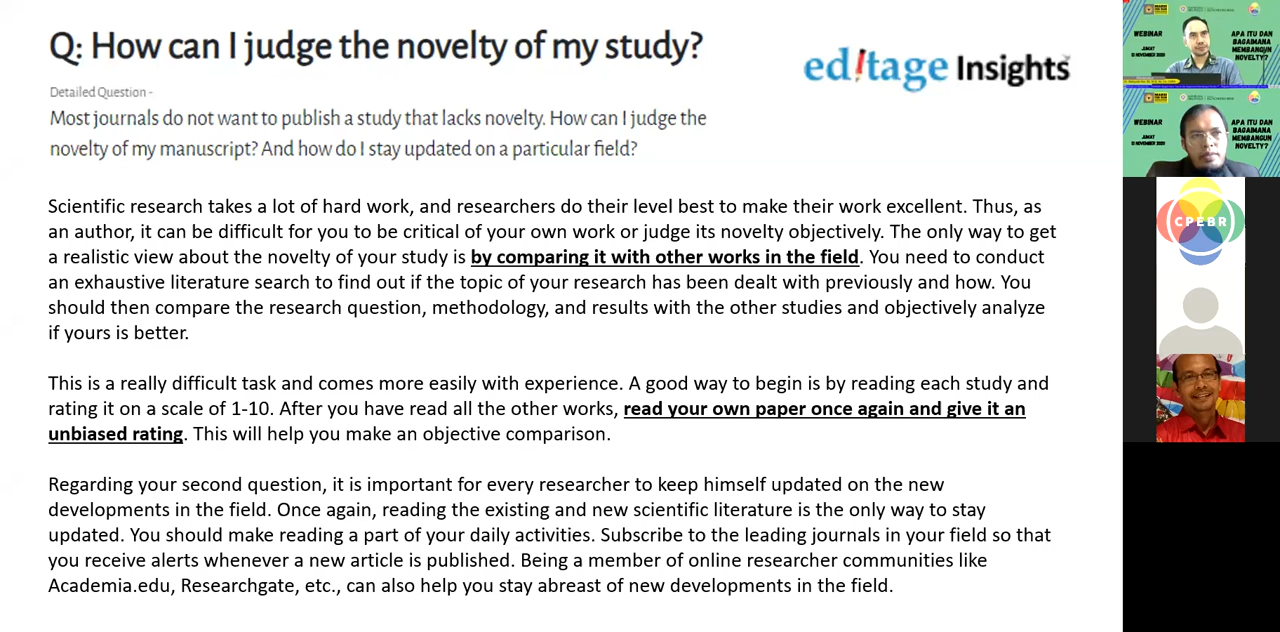 Q: How can I judge the novelty of my study?
editage Insights
Detailed Question -
Most journals do not want to publish a study that lacks novelty. How can I judge the
novelty of my manuscript? And how do I stay updated on a particular field?
Scientific research takes a lot of hard work, and researchers do their level best to make their work excellent. Thus, as
an author, it can be difficult for you to be critical of your own work or judge its novelty objectively. The only way to get
a realistic view about the novelty of your study is by comparing it with other works in the field. You need to conduct
an exhaustive literature search to find out if the topic of your research has been dealt with previously and how. You
should then compare the research question, methodology, and results with the other studies and objectively analyze
if yours is better.
This is a really difficult task and comes more easily with experience. A good way to begin is by reading each study and
rating it on a scale of 1-10. After you have read all the other works, read your own paper once again and give it an
unbiased rating. This will help you make an objective comparison.
Regarding your second question, it is important for every researcher to keep himself updated on the new
developments in the field. Once again, reading the existing and new scientific literature is the only way to stay
updated. You should make reading a part of your daily activities. Subscribe to the leading journals in your field so that
you receive alerts whenever a new article is published. Being a member of online researcher communities like
Academia.edu, Researchgate, etc., can also help you stay abreast of new developments in the field.
WEBINAR
JUMAT
13 NOVEMBER 2020
APA ITU DAN
BAGAIMANA
MEMBANGUN
NOVELTY?
WEBINAR
JUMAT
13 NOVEMBER 2020
APA ITU DAN
BAGAIMANA
MEMBANGUN
NOVELTY?
CPEBR